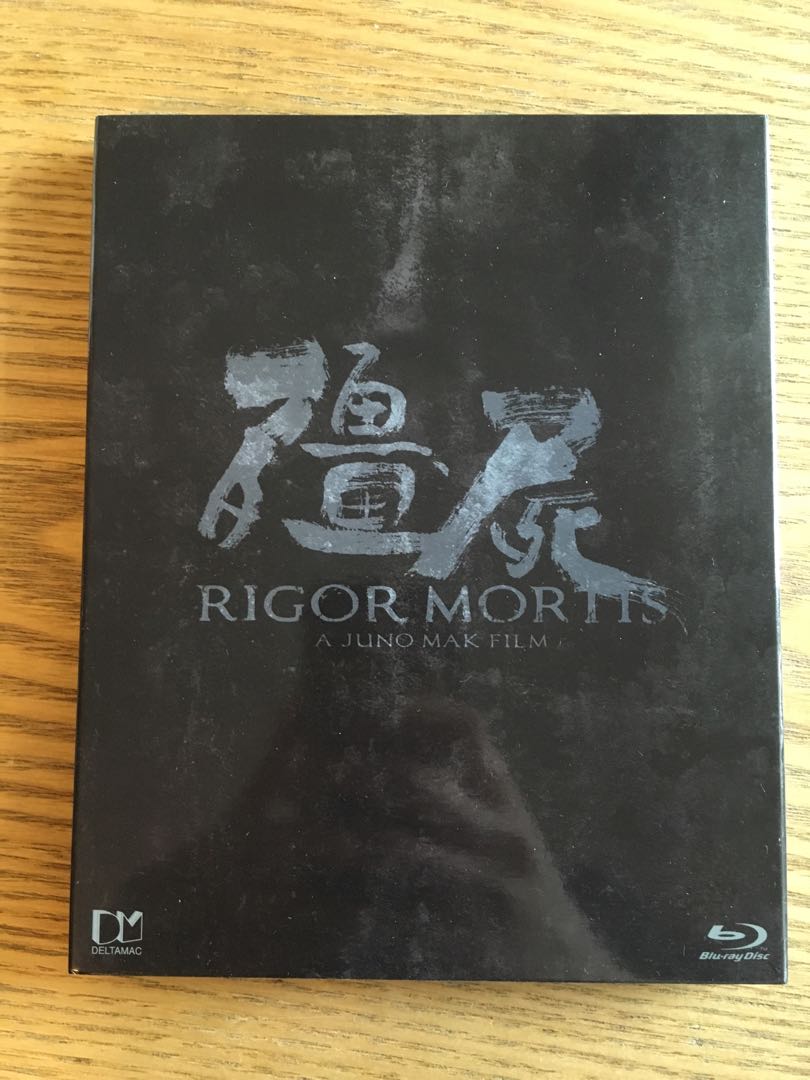 殭屍
RIGOR MORTIS
A JUNO MAK FILM
DM
DELTAMAC
Blu-ray Disc